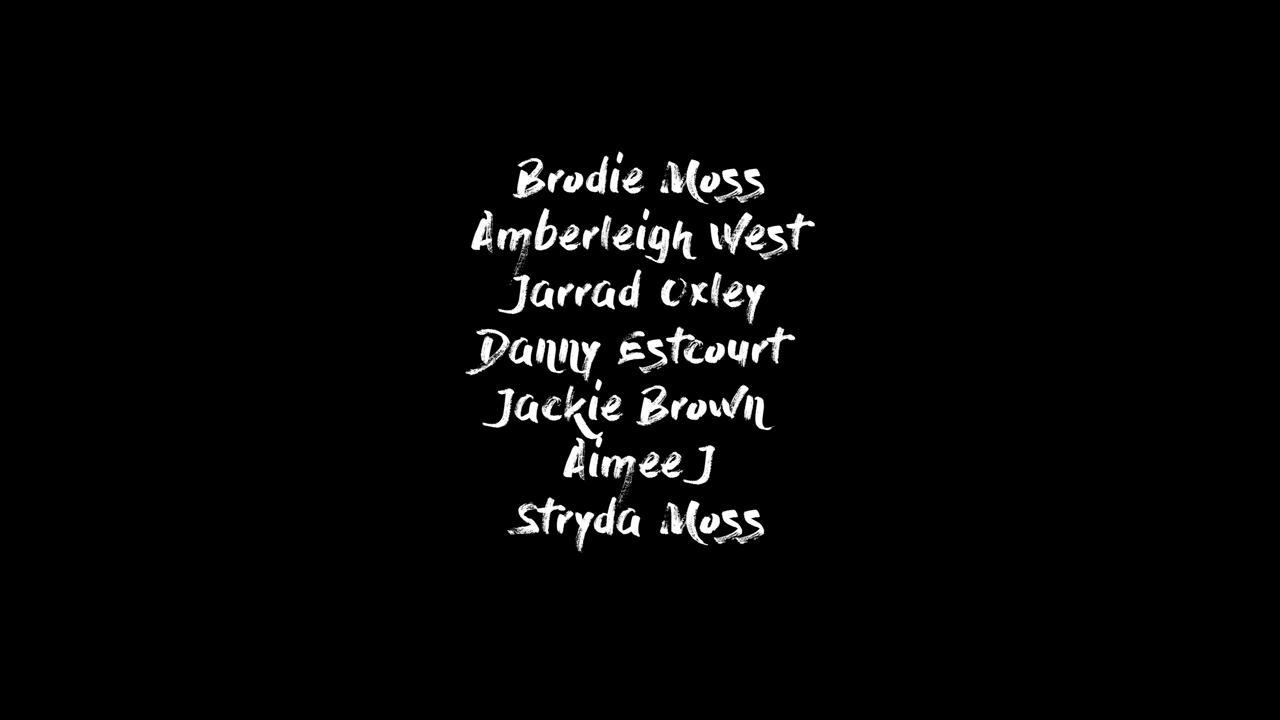 Brodie Moss
Amberleigh West
Jarrad Oxley
Danny Estcourt
Jackie Brown
Aimee J
Stryda Moss